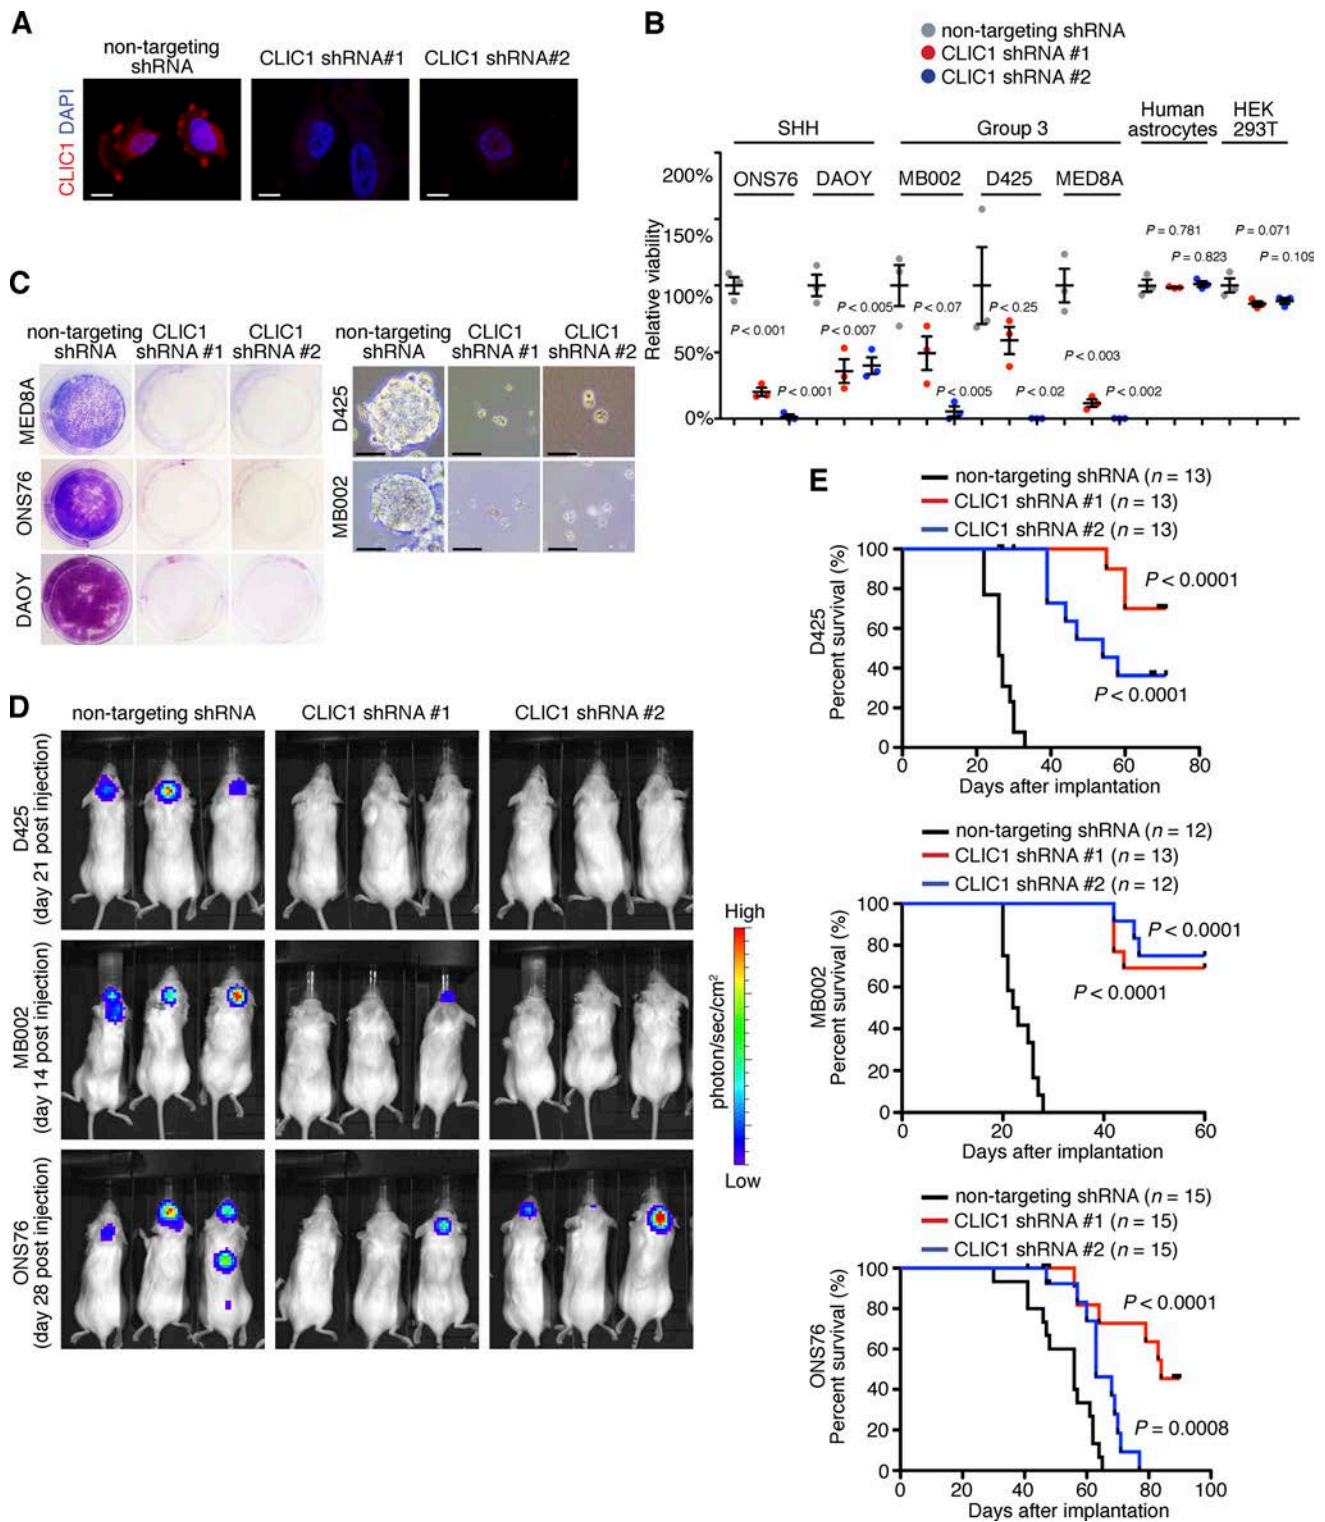 A
non-targeting
shRNA
CLIC1 shRNA#1
CLIC1 shRNA#2
CLIC1 DAPI
B
non-targeting shRNA
CLIC1 shRNA #1
CLIC1 shRNA #2
SHH
Group 3
Human
astrocytes
HEK
293T
ONS76
DAOY
MB002
D425
MED8A
Relative viability
200%
150%
100%
50%
0%
P < 0.001
P < 0.001
P < 0.005
P < 0.007
P < 0.07
P < 0.005
P < 0.25
P < 0.02
P < 0.003
P < 0.002
P = 0.781
P = 0.823
P = 0.071
P = 0.109
C
non-targeting
shRNA
CLIC1
shRNA #1
CLIC1
shRNA #2
MED8A
ONS76
DAOY
non-targeting
shRNA
CLIC1
shRNA #1
CLIC1
shRNA #2
D425
MB002
D
non-targeting shRNA
CLIC1 shRNA #1
CLIC1 shRNA #2
D425
(day 21 post injection)
MB002
(day 14 post injection)
ONS76
(day 28 post injection)
High
photon/sec/cm²
Low
E
non-targeting shRNA (n = 13)
CLIC1 shRNA #1 (n = 13)
CLIC1 shRNA #2 (n = 13)
D425
Percent survival (%)
100
80
60
40
20
0
P < 0.0001
P < 0.0001
0 20 40 60 80
Days after implantation
non-targeting shRNA (n = 12)
CLIC1 shRNA #1 (n = 13)
CLIC1 shRNA #2 (n = 12)
MB002
Percent survival (%)
100
80
60
40
20
0
P < 0.0001
P < 0.0001
0 20 40 60
Days after implantation
non-targeting shRNA (n = 15)
CLIC1 shRNA #1 (n = 15)
CLIC1 shRNA #2 (n = 15)
ONS76
Percent survival (%)
100
80
60
40
20
0
P < 0.0001
P = 0.0008
0 20 40 60 80 100
Days after implantation